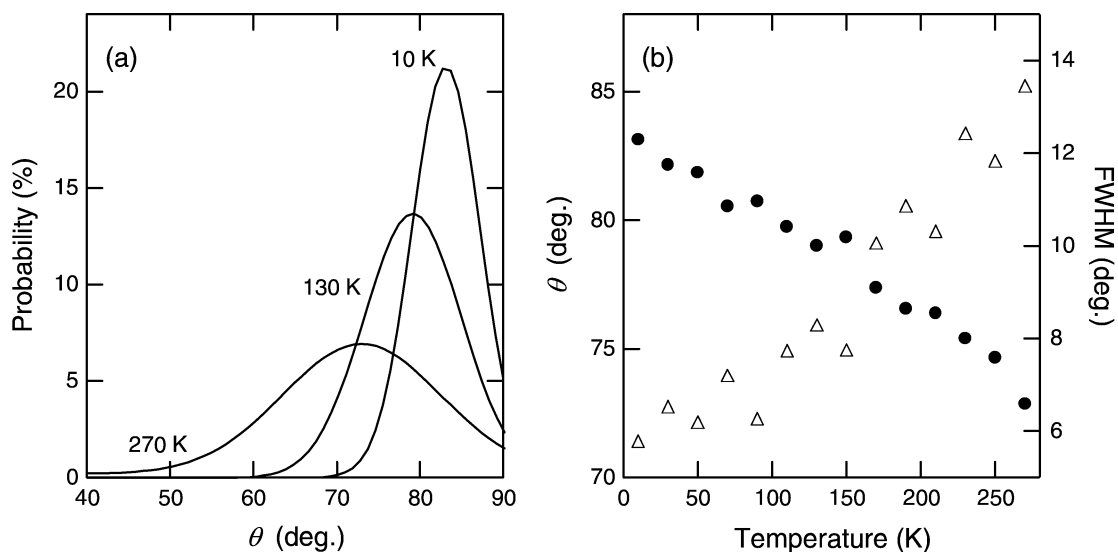 (a)
10 K
130 K
270 K
20
15
10
5
0
40 50 60 70 80 90
Probability (%)
θ (deg.)
(b)
85
80
75
70
θ (deg.)
14
12
10
8
6
FWHM (deg.)
0 50 100 150 200 250
Temperature (K)